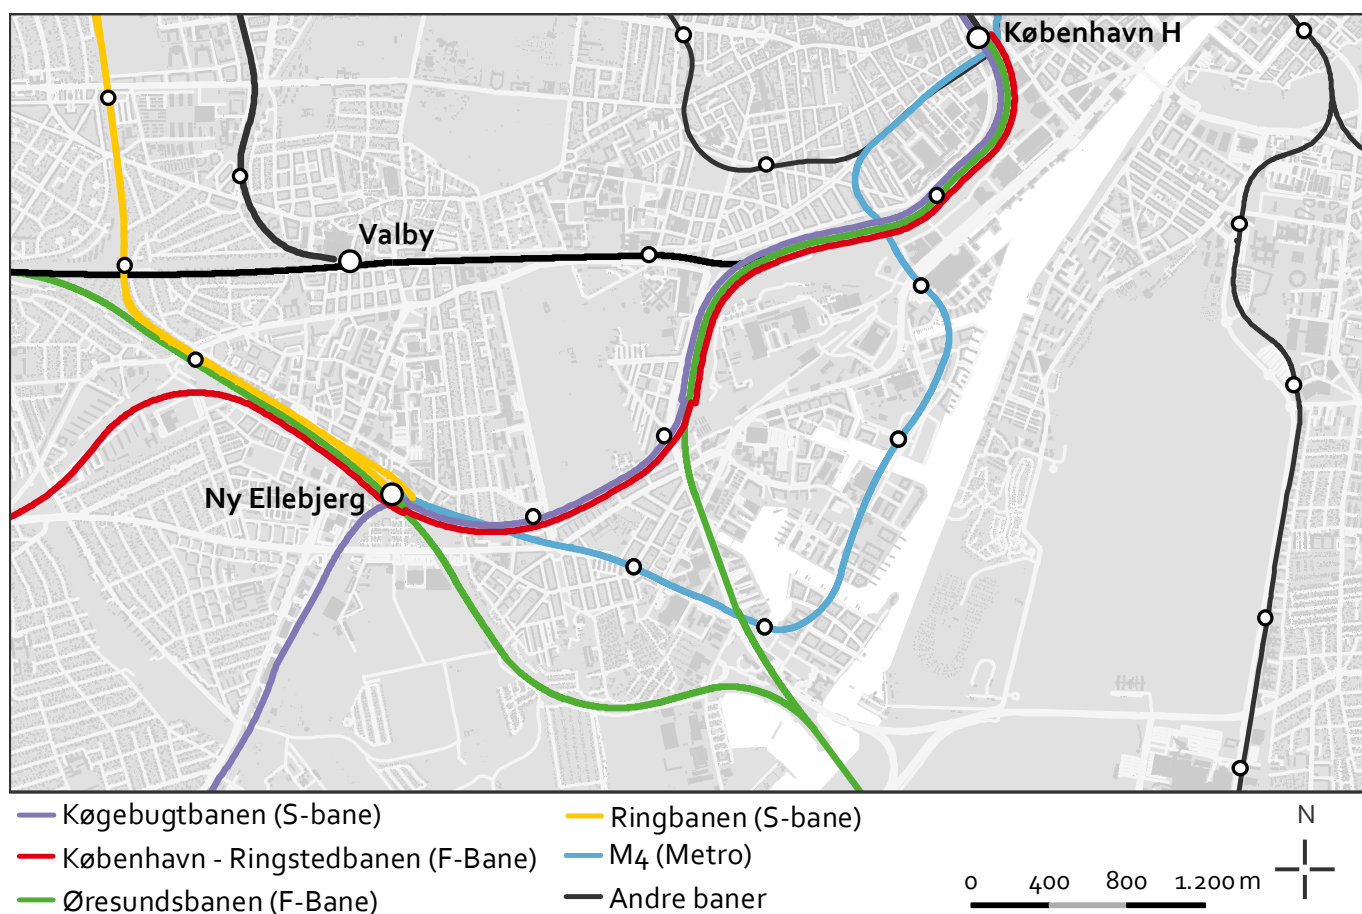 København H
Valby
Ny Ellebjerg
Køgebugtbanen (S-bane)
København - Ringstedbanen (F-Bane)
Øresundsbanen (F-Bane)
Ringbanen (S-bane)
M4 (Metro)
Andre baner
N
0 400 800 1.200 m